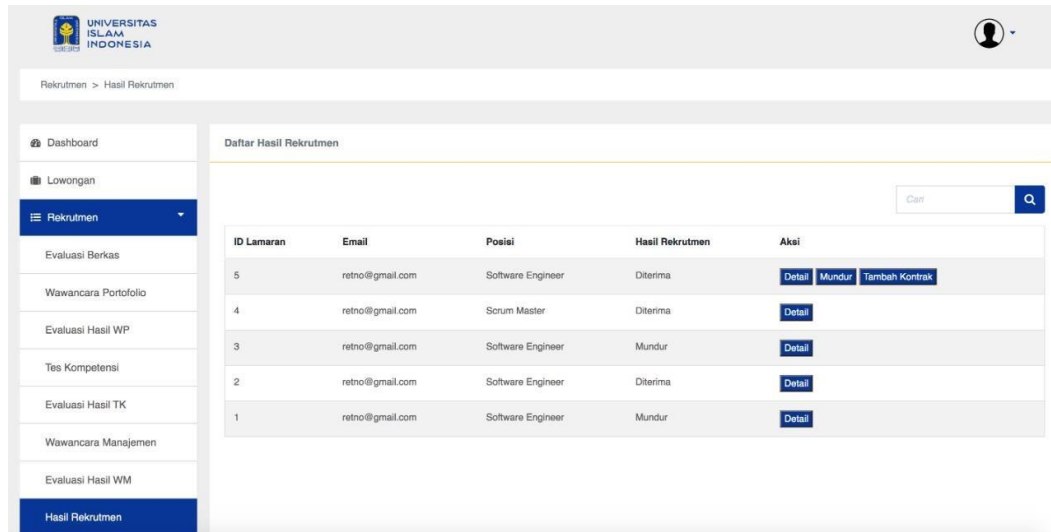 UNIVERSITAS
ISLAM
INDONESIA
Rekrutmen > Hasil Rekrutmen
Dashboard
Lowongan
Rekrutmen
Evaluasi Berkas
Wawancara Portofolio
Evaluasi Hasil WP
Tes Kompetensi
Evaluasi Hasil TK
Wawancara Manajemen
Evaluasi Hasil WM
Hasil Rekrutmen
Daftar Hasil Rekrutmen
Cari
ID Lamaran Email Posisi Hasil Rekrutmen Aksi
5 retno@gmail.com Software Engineer Diterima Detail Mundur Tambah Kontrak
4 retno@gmail.com Scrum Master Diterima Detail
3 retno@gmail.com Software Engineer Mundur Detail
2 retno@gmail.com Software Engineer Diterima Detail
1 retno@gmail.com Software Engineer Mundur Detail